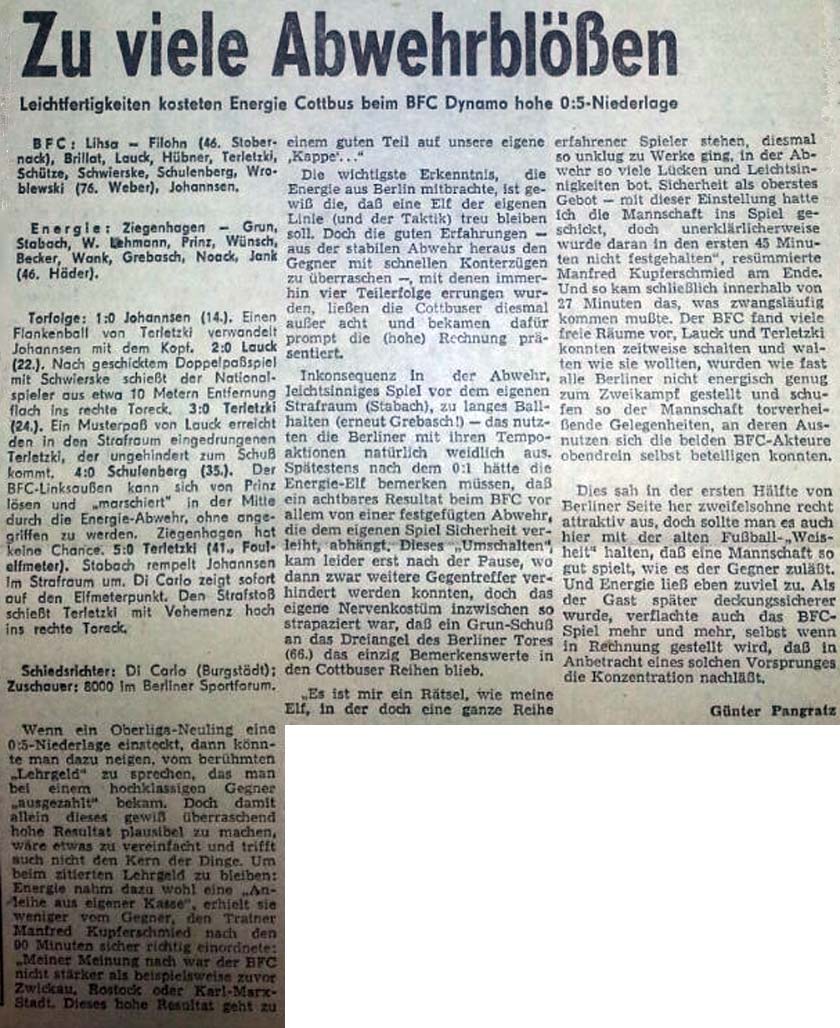 Zu viele Abwehrblößen
Leichtfertigkeiten kosteten Energie Cottbus beim BFC Dynamo hohe 0:5-Niederlage
BFC: Lihsa – Filohn (46. Stober-
nack), Brillat, Lauck, Hübner, Terletzki,
Schütze, Schwierske, Schulenberg, Wro-
blewski (76. Weber), Johannsen.
Energie: Ziegenhagen – Grun,
Stabach, W. Lehmann, Prinz, Wünsch,
Becker, Wank, Grebasch, Noack, Jank
(46. Häder).
Torfolge: 1:0 Johannsen (14.). Einen
Flankenball von Terletzki verwandelt
Johannsen mit dem Kopf. 2:0 Lauck
(22.). Nach geschicktem Doppelpaßspiel
mit Schwierske schießt der National-
spieler aus etwa 10 Metern Entfernung
flach ins rechte Toreck. 3:0 Terletzki
(24.). Ein Musterpaß von Lauck erreicht
den in den Strafraum eingedrungenen
Terletzki, der ungehindert zum Schuß
kommt. 4:0 Schulenberg (35.). Der
BFC-Linksaußen kann sich von Prinz
lösen und „marschiert" in der Mitte
durch die Energie-Abwehr, ohne ange-
griffen zu werden. Ziegenhagen hat
keine Chance. 5:0 Terletzki (41., Foul-
elfmeter). Stabach rempelt Johannsen
im Strafraum um. Di Carlo zeigt sofort
auf den Elfmeterpunkt. Den Strafstoß
schießt Terletzki mit Vehemenz hoch
ins rechte Toreck.
Schiedsrichter: Di Carlo (Burgstädt);
Zuschauer: 8000 im Berliner Sportforum.
Wenn ein Oberliga-Neuling eine
0:5-Niederlage einsteckt, dann könn-
te man dazu neigen, vom berühmten
„Lehrgeld" zu sprechen, das man
bei einem hochklassigen Gegner
„ausgezahlt" bekam. Doch damit
allein dieses gewiß überraschend
hohe Resultat plausibel zu machen,
wäre etwas zu vereinfacht und trifft
auch nicht den Kern der Dinge. Um
beim zitierten Lehrgeld zu bleiben:
Energie nahm dazu wohl eine „An-
leihe aus eigener Kasse", erhielt sie
weniger vom Gegner, den Trainer
Manfred Kupferschmied nach den
90 Minuten sicher richtig einordnete:
„Meiner Meinung nach war der BFC
nicht stärker als beispielsweise zuvor
Zwickau, Rostock oder Karl-Marx-
Stadt. Dieses hohe Resultat geht zu
einem guten Teil auf unsere eigene
‚Kappe'. . ."
Die wichtigste Erkenntnis, die
Energie aus Berlin mitbrachte, ist ge-
wiß die, daß eine Elf der eigenen
Linie (und der Taktik) treu bleiben
soll. Doch die guten Erfahrungen –
aus der stabilen Abwehr heraus den
Gegner mit schnellen Konterzügen
zu überraschen –, mit denen immer-
hin vier Teilerfolge errungen wur-
den, ließen die Cottbuser diesmal
außer acht und bekamen dafür
prompt die (hohe) Rechnung prä-
sentiert.
Inkonsequenz in der Abwehr,
leichtsinniges Spiel vor dem eigenen
Strafraum (Stabach), zu langes Ball-
halten (erneut Grebasch!) – das nutz-
ten die Berliner mit ihren Tempo-
aktionen natürlich weidlich aus.
Spätestens nach dem 0:1 hätte die
Energie-Elf bemerken müssen, daß
ein achtbares Resultat beim BFC vor
allem von einer festgefügten Abwehr,
die dem eigenen Spiel Sicherheit ver-
leiht, abhängt. Dieses „Umschalten"
kam leider erst nach der Pause, wo
dann zwar weitere Gegentreffer ver-
hindert werden konnten, doch das
eigene Nervenkostüm inzwischen so
strapaziert war, daß ein Grun-Schuß
an das Dreiangel des Berliner Tores
(66.) das einzig Bemerkenswerte in
den Cottbuser Reihen blieb.
„Es ist mir ein Rätsel, wie meine
Elf, in der doch eine ganze Reihe
erfahrener Spieler stehen, diesmal
so unklug zu Werke ging, in der Ab-
wehr so viele Lücken und Leichtsin-
nigkeiten bot. Sicherheit als oberstes
Gebot – mit dieser Einstellung hatte
ich die Mannschaft ins Spiel ge-
schickt, doch unerklärlicherweise
wurde daran in den ersten 45 Minu-
ten nicht festgehalten", resümmierte
Manfred Kupferschmied am Ende.
Und so kam schließlich innerhalb von
27 Minuten das, was zwangsläufig
kommen mußte. Der BFC fand viele
freie Räume vor, Lauck und Terletzki
konnten zeitweise schalten und wal-
ten wie sie wollten, wurden wie fast
alle Berliner nicht energisch genug
zum Zweikampf gestellt und schu-
fen so der Mannschaft torverhei-
ßende Gelegenheiten, an deren Aus-
nutzen sich die beiden BFC-Akteure
obendrein selbst beteiligen konnten.
Dies sah in der ersten Hälfte von
Berliner Seite her zweifelsohne recht
attraktiv aus, doch sollte man es auch
hier mit der alten Fußball-„Weis-
heit" halten, daß eine Mannschaft so
gut spielt, wie es der Gegner zuläßt.
Und Energie ließ eben zuviel zu. Als
der Gast später deckungssicherer
wurde, verflachte auch das BFC-
Spiel mehr und mehr, selbst wenn
in Rechnung gestellt wird, daß in
Anbetracht eines solchen Vorsprunges
die Konzentration nachläßt.
Günter Pangratz